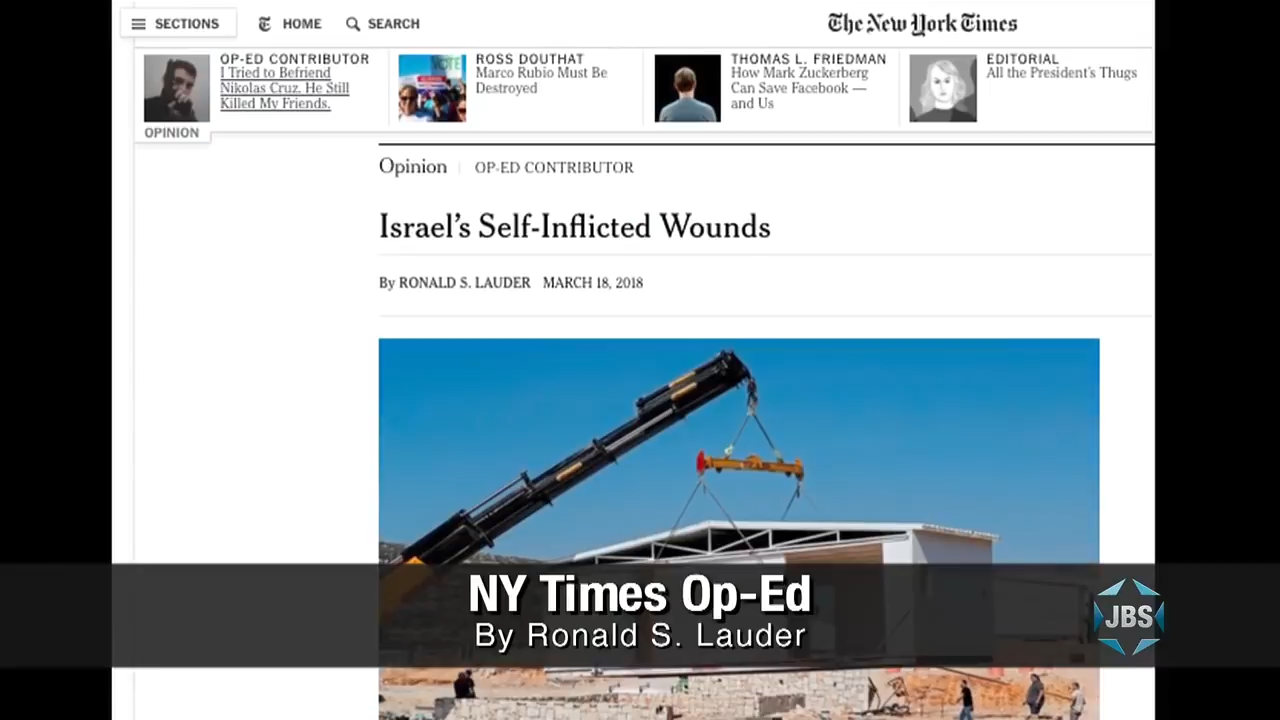 SECTIONS
HOME
SEARCH
The New York Times
OP-ED CONTRIBUTOR
I Tried to Befriend
Nikolas Cruz. He Still
Killed My Friends.
VOTE
ROSS DOUTHAT
Marco Rubio Must Be
Destroyed
THOMAS L. FRIEDMAN
How Mark Zuckerberg
Can Save Facebook —
and Us
EDITORIAL
All the President's Thugs
OPINION
Opinion
OP-ED CONTRIBUTOR
Israel's Self-Inflicted Wounds
By RONALD S. LAUDER MARCH 18, 2018
NY Times Op-Ed
By Ronald S. Lauder
JBS